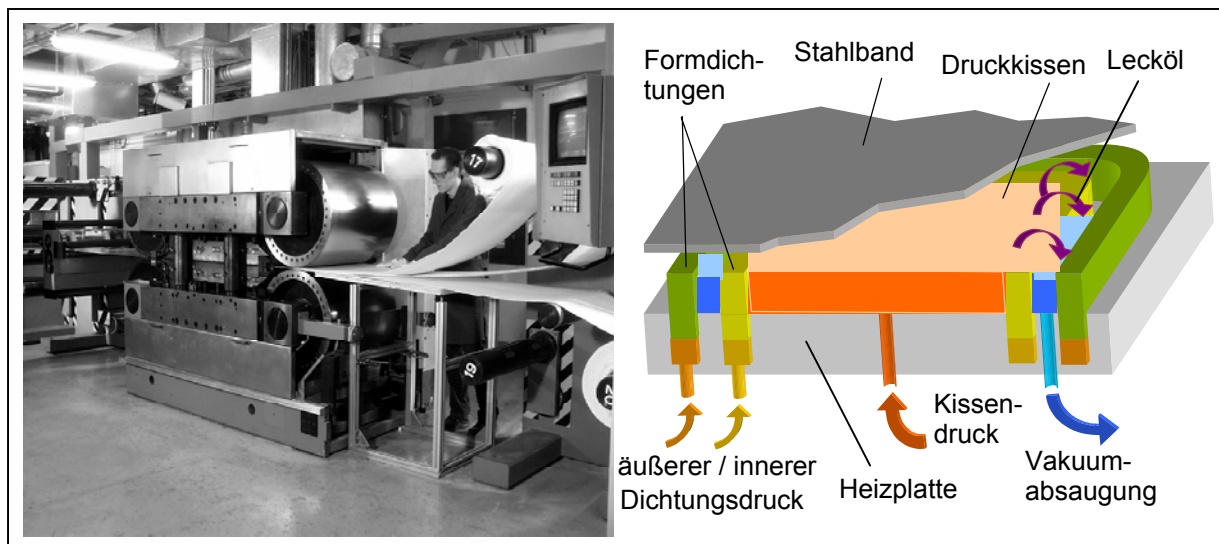 17
19
Formdich-
tungen
Stahlband
Druckkissen
Lecköl
äußerer / innerer
Dichtungsdruck
Heizplatte
Kissen-
druck
Vakuum-
absaugung